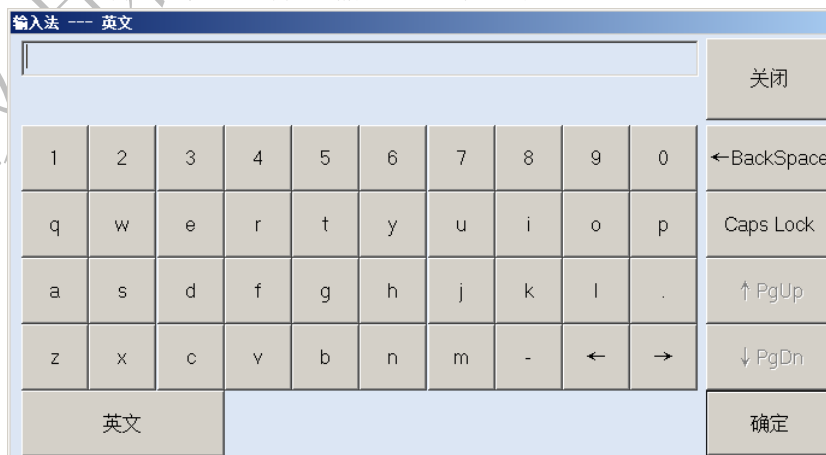 输入法 --- 英文
关闭
1 2 3 4 5 6 7 8 9 0 ←BackSpace
q w e r t y u i o p Caps Lock
a s d f g h j k l . ↑ PgUp
z x c v b n m - ← → ↓ PgDn
英文 确定